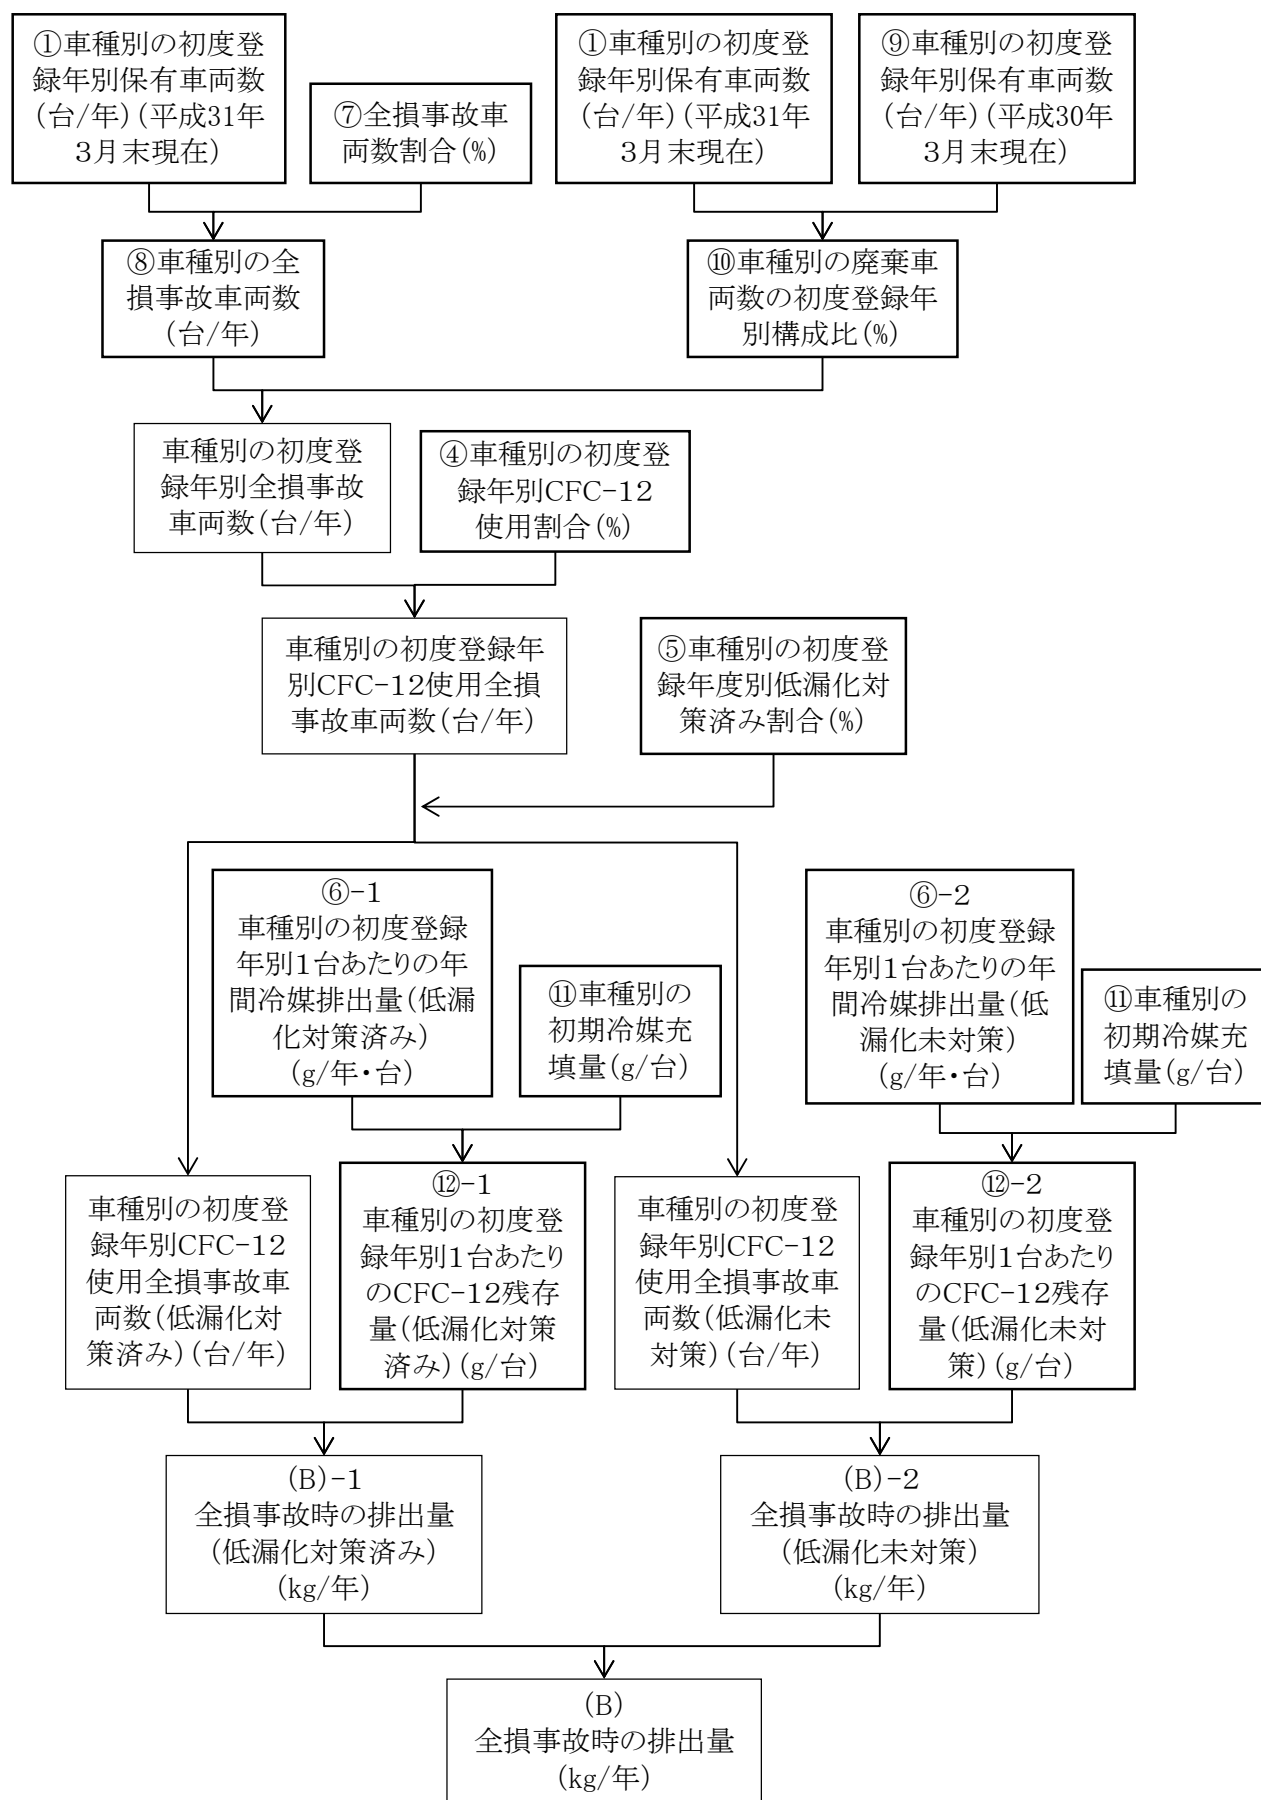 ①車種別の初度登
録年別保有車両数
(台/年)(平成31年
3月末現在)
⑦全損事故車
両数割合(%)
①車種別の初度登
録年別保有車両数
(台/年)(平成31年
3月末現在)
⑨車種別の初度登
録年別保有車両数
(台/年)(平成30年
3月末現在)
⑧車種別の全
損事故車両数
(台/年)
⑩車種別の廃棄車
両数の初度登録年
別構成比(%)
車種別の初度登
録年別全損事故
車両数(台/年)
④車種別の初度登
録年別CFC-12
使用割合(%)
車種別の初度登録年
別CFC-12使用全損
事故車両数(台/年)
⑤車種別の初度登
録年度別低漏化対
策済み割合(%)
⑥-1
車種別の初度登録
年別1台あたりの年
間冷媒排出量(低漏
化対策済み)
(g/年・台)
⑪車種別の
初期冷媒充
填量(g/台)
⑥-2
車種別の初度登録
年別1台あたりの年
間冷媒排出量(低
漏化未対策)
(g/年・台)
⑪車種別の
初期冷媒充
填量(g/台)
車種別の初度登
録年別CFC-12
使用全損事故車
両数(低漏化対
策済み)(台/年)
⑫-1
車種別の初度登
録年別1台あたり
のCFC-12残存
量(低漏化対策
済み)(g/台)
車種別の初度登
録年別CFC-12
使用全損事故車
両数(低漏化未
対策)(台/年)
⑫-2
車種別の初度登
録年別1台あたり
のCFC-12残存
量(低漏化未対
策)(g/台)
(B)-1
全損事故時の排出量
(低漏化対策済み)
(kg/年)
(B)-2
全損事故時の排出量
(低漏化未対策)
(kg/年)
(B)
全損事故時の排出量
(kg/年)